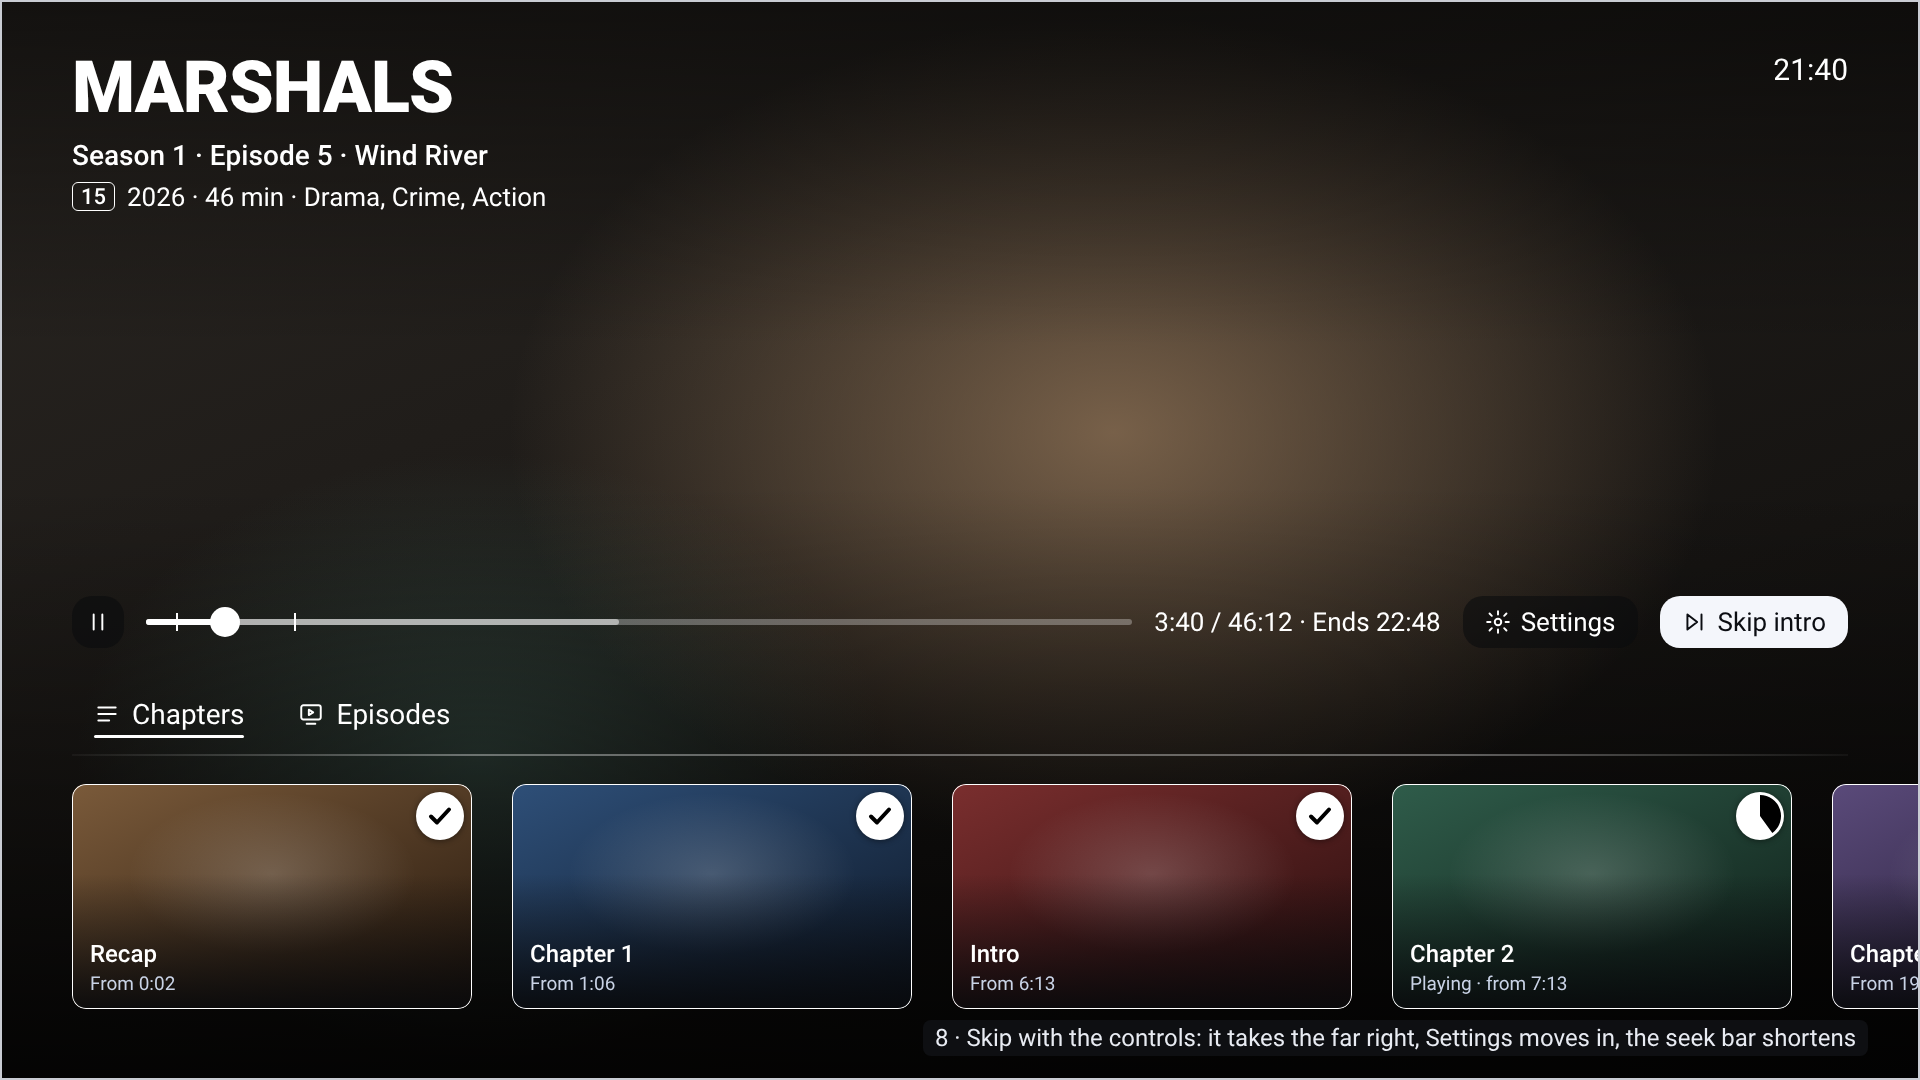 MARSHALS
21:40
Season 1 · Episode 5 · Wind River
15 2026 · 46 min · Drama, Crime, Action
3:40 / 46:12 · Ends 22:48
Settings
Skip intro
Chapters
Episodes
Recap
From 0:02
Chapter 1
From 1:06
Intro
From 6:13
Chapter 2
Playing · from 7:13
Chapte
From 19
8 · Skip with the controls: it takes the far right, Settings moves in, the seek bar shortens